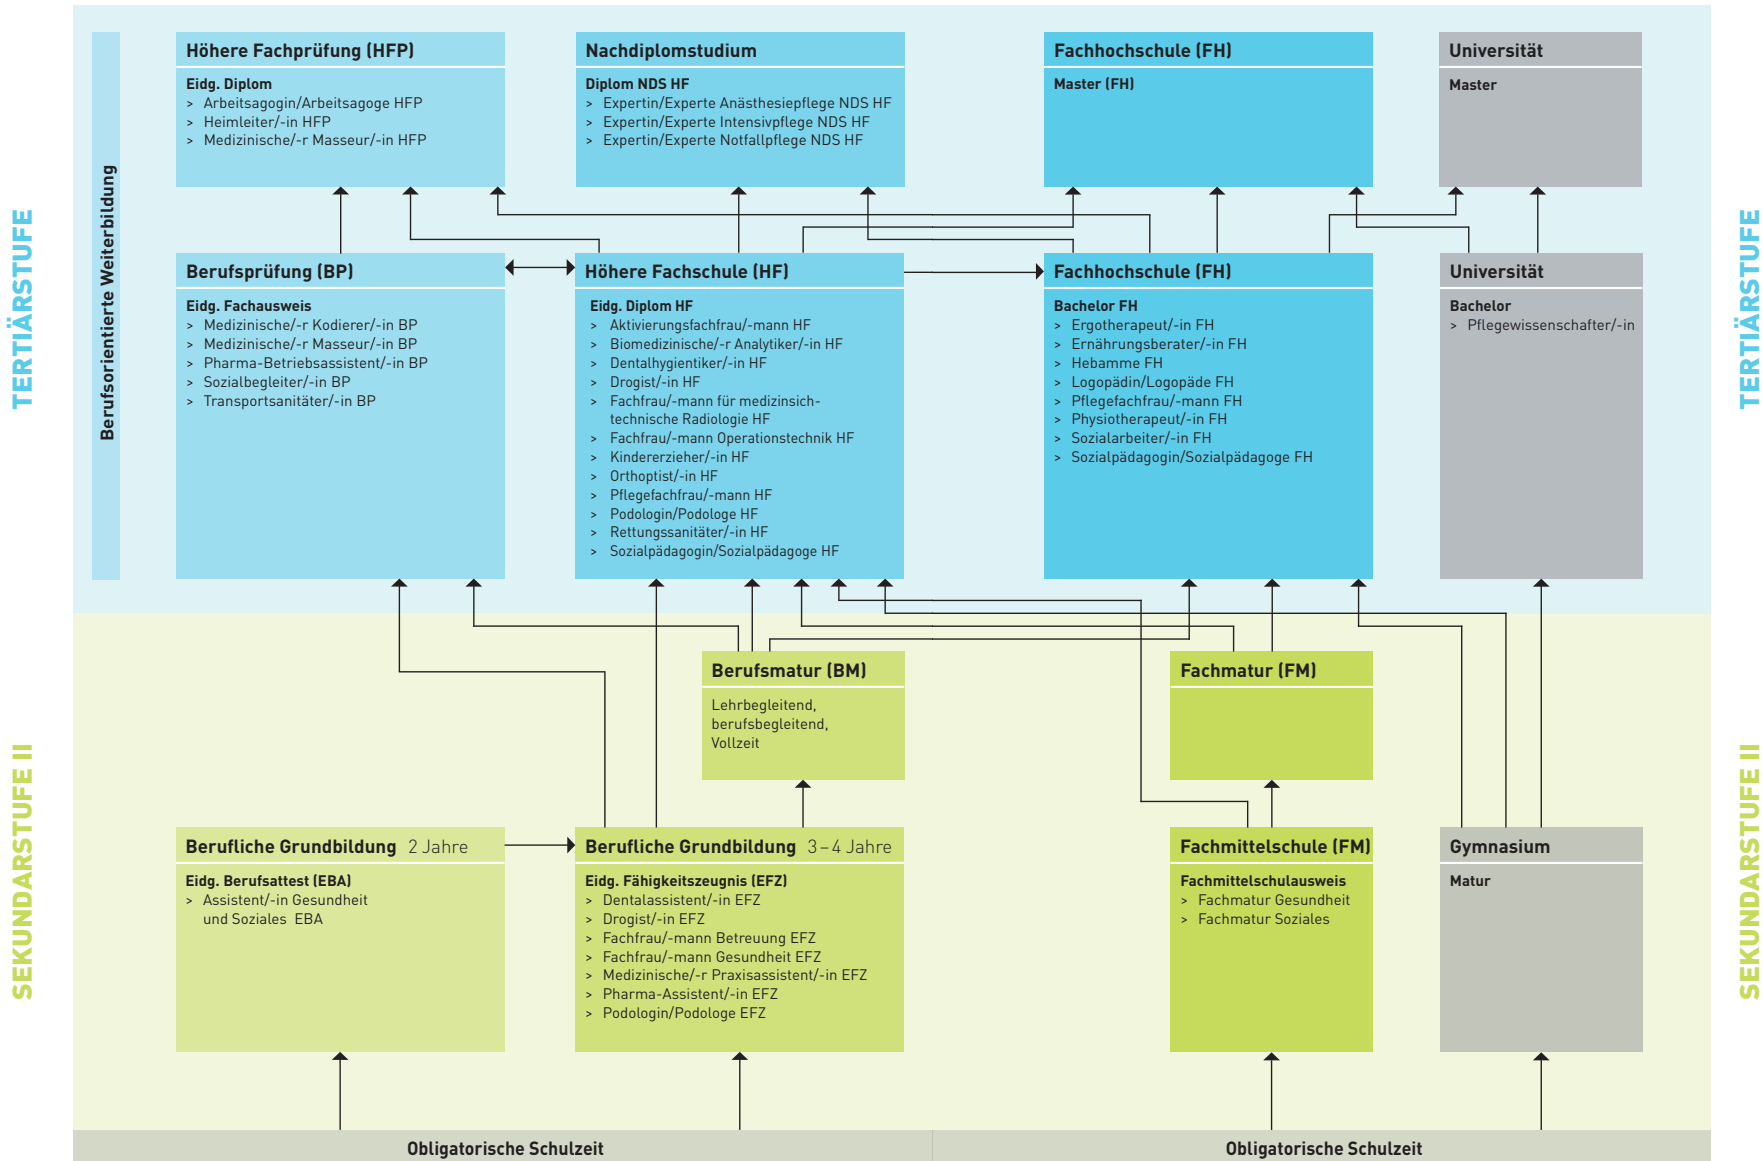 TERTIÄRSTUFE
SEKUNDARSTUFE II
Berufsorientierte Weiterbildung
Höhere Fachprüfung (HFP)
Eidg. Diplom
> Arbeitsagogin/Arbeitsagoge HFP
> Heimleiter/-in HFP
> Medizinische/-r Masseur/-in HFP
Nachdiplomstudium
Diplom NDS HF
> Expertin/Experte Anästhesiepflege NDS HF
> Expertin/Experte Intensivpflege NDS HF
> Expertin/Experte Notfallpflege NDS HF
Fachhochschule (FH)
Master (FH)
Universität
Master
Berufsprüfung (BP)
Eidg. Fachausweis
> Medizinische/-r Kodierer/-in BP
> Medizinische/-r Masseur/-in BP
> Pharma-Betriebsassistent/-in BP
> Sozialbegleiter/-in BP
> Transportsanitäter/-in BP
Höhere Fachschule (HF)
Eidg. Diplom HF
> Aktivierungsfachfrau/-mann HF
> Biomedizinische/-r Analytiker/-in HF
> Dentalhygientiker/-in HF
> Drogist/-in HF
> Fachfrau/-mann für medizinsich-
technische Radiologie HF
> Fachfrau/-mann Operationstechnik HF
> Kindererzieher/-in HF
> Orthoptist/-in HF
> Pflegefachfrau/-mann HF
> Podologin/Podologe HF
> Rettungssanitäter/-in HF
> Sozialpädagogin/Sozialpädagoge HF
Fachhochschule (FH)
Bachelor FH
> Ergotherapeut/-in FH
> Ernährungsberater/-in FH
> Hebamme FH
> Logopädin/Logopäde FH
> Pflegefachfrau/-mann FH
> Physiotherapeut/-in FH
> Sozialarbeiter/-in FH
> Sozialpädagogin/Sozialpädagoge FH
Universität
Bachelor
> Pflegewissenschafter/-in
Berufsmatur (BM)
Lehrbegleitend,
berufsbegleitend,
Vollzeit
Fachmatur (FM)
Berufliche Grundbildung 2 Jahre
Eidg. Berufsattest (EBA)
> Assistent/-in Gesundheit
und Soziales EBA
Berufliche Grundbildung 3–4 Jahre
Eidg. Fähigkeitszeugnis (EFZ)
> Dentalassistent/-in EFZ
> Drogist/-in EFZ
> Fachfrau/-mann Betreuung EFZ
> Fachfrau/-mann Gesundheit EFZ
> Medizinische/-r Praxisassistent/-in EFZ
> Pharma-Assistent/-in EFZ
> Podologin/Podologe EFZ
Fachmittelschule (FM)
Fachmittelschulausweis
> Fachmatur Gesundheit
> Fachmatur Soziales
Gymnasium
Matur
Obligatorische Schulzeit
Obligatorische Schulzeit
TERTIÄRSTUFE
SEKUNDARSTUFE II